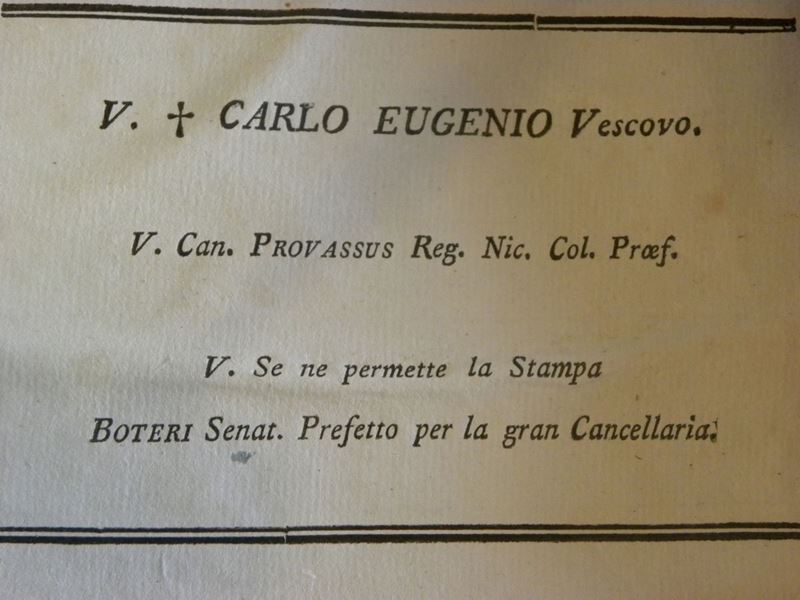 V. † CARLO EUGENIO Vescovo.
V. Can. PROVASSUS Reg. Nic. Col. Præf.
V. Se ne permette la Stampa
BOTERI Senat. Prefetto per la gran Cancellaria.